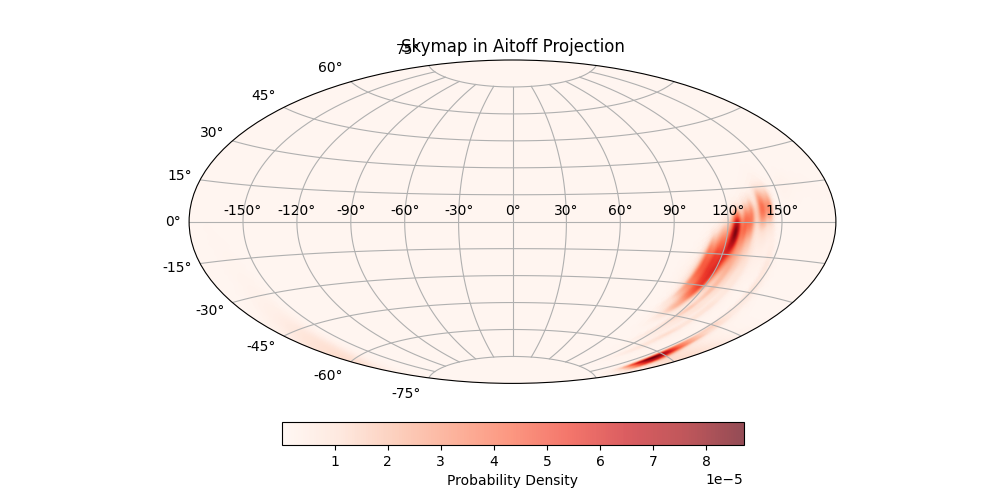 Skymap in Aitoff Projection
75°
60°
45°
30°
15°
0°
-15°
-30°
-45°
-60°
-75°
-150° -120° -90° -60° -30° 0° 30° 60° 90° 120° 150°
1 2 3 4 5 6 7 8
1e−5
Probability Density